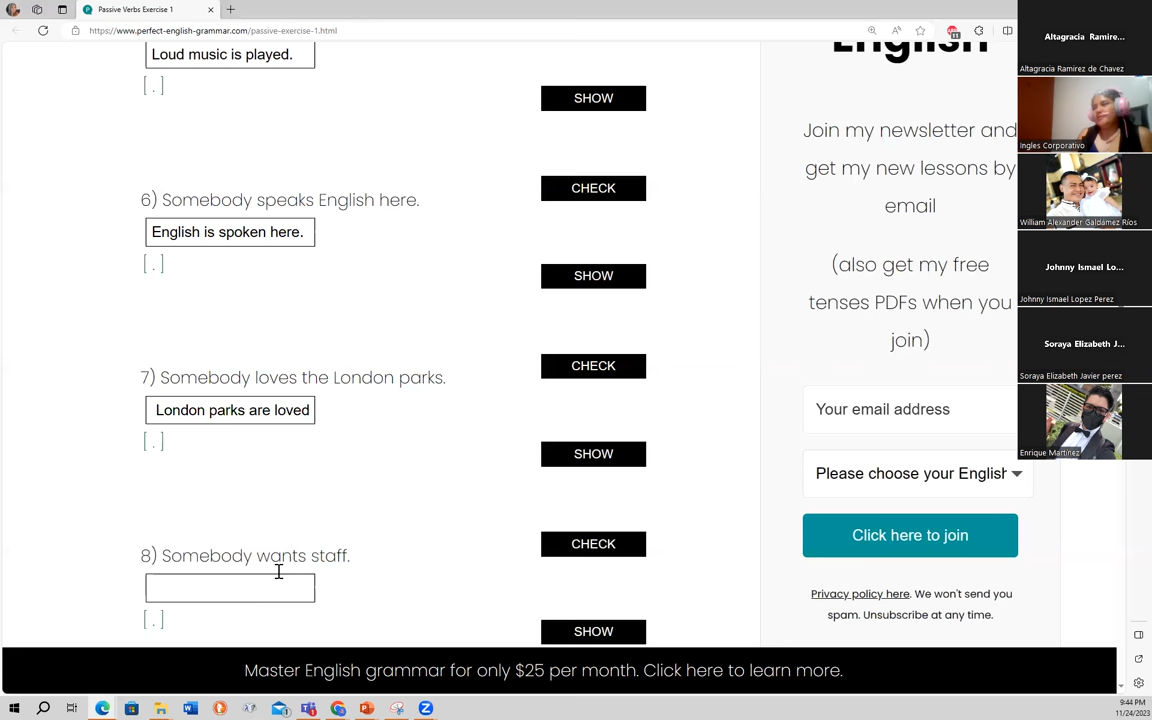 Passive Verbs Exercise 1
https://www.perfect-english-grammar.com/passive-exercise-1.html
Loud music is played.
[ . ]
SHOW
CHECK
6) Somebody speaks English here.
English is spoken here.
[ . ]
SHOW
CHECK
7) Somebody loves the London parks.
London parks are loved
[ . ]
SHOW
CHECK
8) Somebody wants staff.
[ . ]
SHOW
English
Join my newsletter and
get my new lessons by
email
(also get my free
tenses PDFs when you
join)
Your email address
Please choose your English
Click here to join
Privacy policy here. We won't send you
spam. Unsubscribe at any time.
Master English grammar for only $25 per month. Click here to learn more.
Altagracia Ramire...
Altagracia Ramirez de Chavez
Ingles Corporativo
William Alexander Galdamez Rios
Johnny Ismael Lo...
Johnny Ismael Lopez Perez
Soraya Elizabeth J...
Soraya Elizabeth Javier perez
Enrique Martinez
9:44 PM
11/24/2023